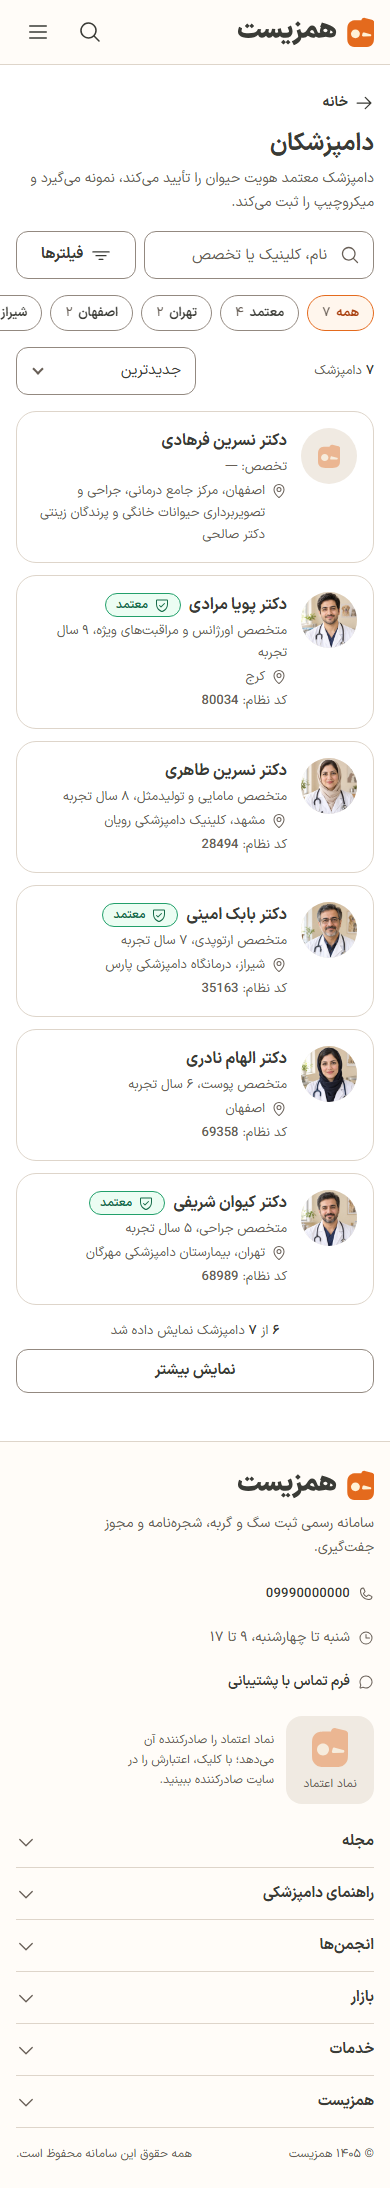 همزیست
خانه
دامپزشکان
دامپزشک معتمد هویت حیوان را تأیید می‌کند، نمونه می‌گیرد و
میکروچیپ را ثبت می‌کند.
نام، کلینیک یا تخصص
فیلترها
همه ۷
معتمد ۴
تهران ۲
اصفهان ۲
شیراز
۷ دامپزشک
جدیدترین
دکتر نسرین فرهادی
تخصص: —
اصفهان، مرکز جامع درمانی، جراحی و
تصویربرداری حیوانات خانگی و پرندگان زینتی
دکتر صالحی
دکتر پویا مرادی معتمد
متخصص اورژانس و مراقبت‌های ویژه، ۹ سال
تجربه
کرج
کد نظام: 80034
دکتر نسرین طاهری
متخصص مامایی و تولیدمثل، ۸ سال تجربه
مشهد، کلینیک دامپزشکی رویان
کد نظام: 28494
دکتر بابک امینی معتمد
متخصص ارتوپدی، ۷ سال تجربه
شیراز، درمانگاه دامپزشکی پارس
کد نظام: 35163
دکتر الهام نادری
متخصص پوست، ۶ سال تجربه
اصفهان
کد نظام: 69358
دکتر کیوان شریفی معتمد
متخصص جراحی، ۵ سال تجربه
تهران، بیمارستان دامپزشکی مهرگان
کد نظام: 68989
۶ از ۷ دامپزشک نمایش داده شد
نمایش بیشتر
همزیست
سامانه رسمی ثبت سگ و گربه، شجره‌نامه و مجوز
جفت‌گیری.
09990000000
شنبه تا چهارشنبه، ۹ تا ۱۷
فرم تماس با پشتیبانی
نماد اعتماد
نماد اعتماد را صادرکننده آن
می‌دهد؛ با کلیک، اعتبارش را در
سایت صادرکننده ببینید.
مجله
راهنمای دامپزشکی
انجمن‌ها
بازار
خدمات
همزیست
© ۱۴۰۵ همزیست
همه حقوق این سامانه محفوظ است.